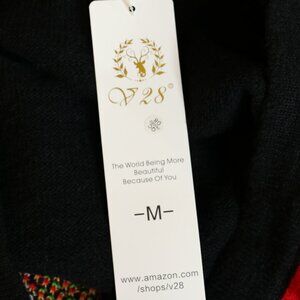 V28®
The World Being More
Beautiful
Because Of You
–M–
www.amazon.com
/shops/v28